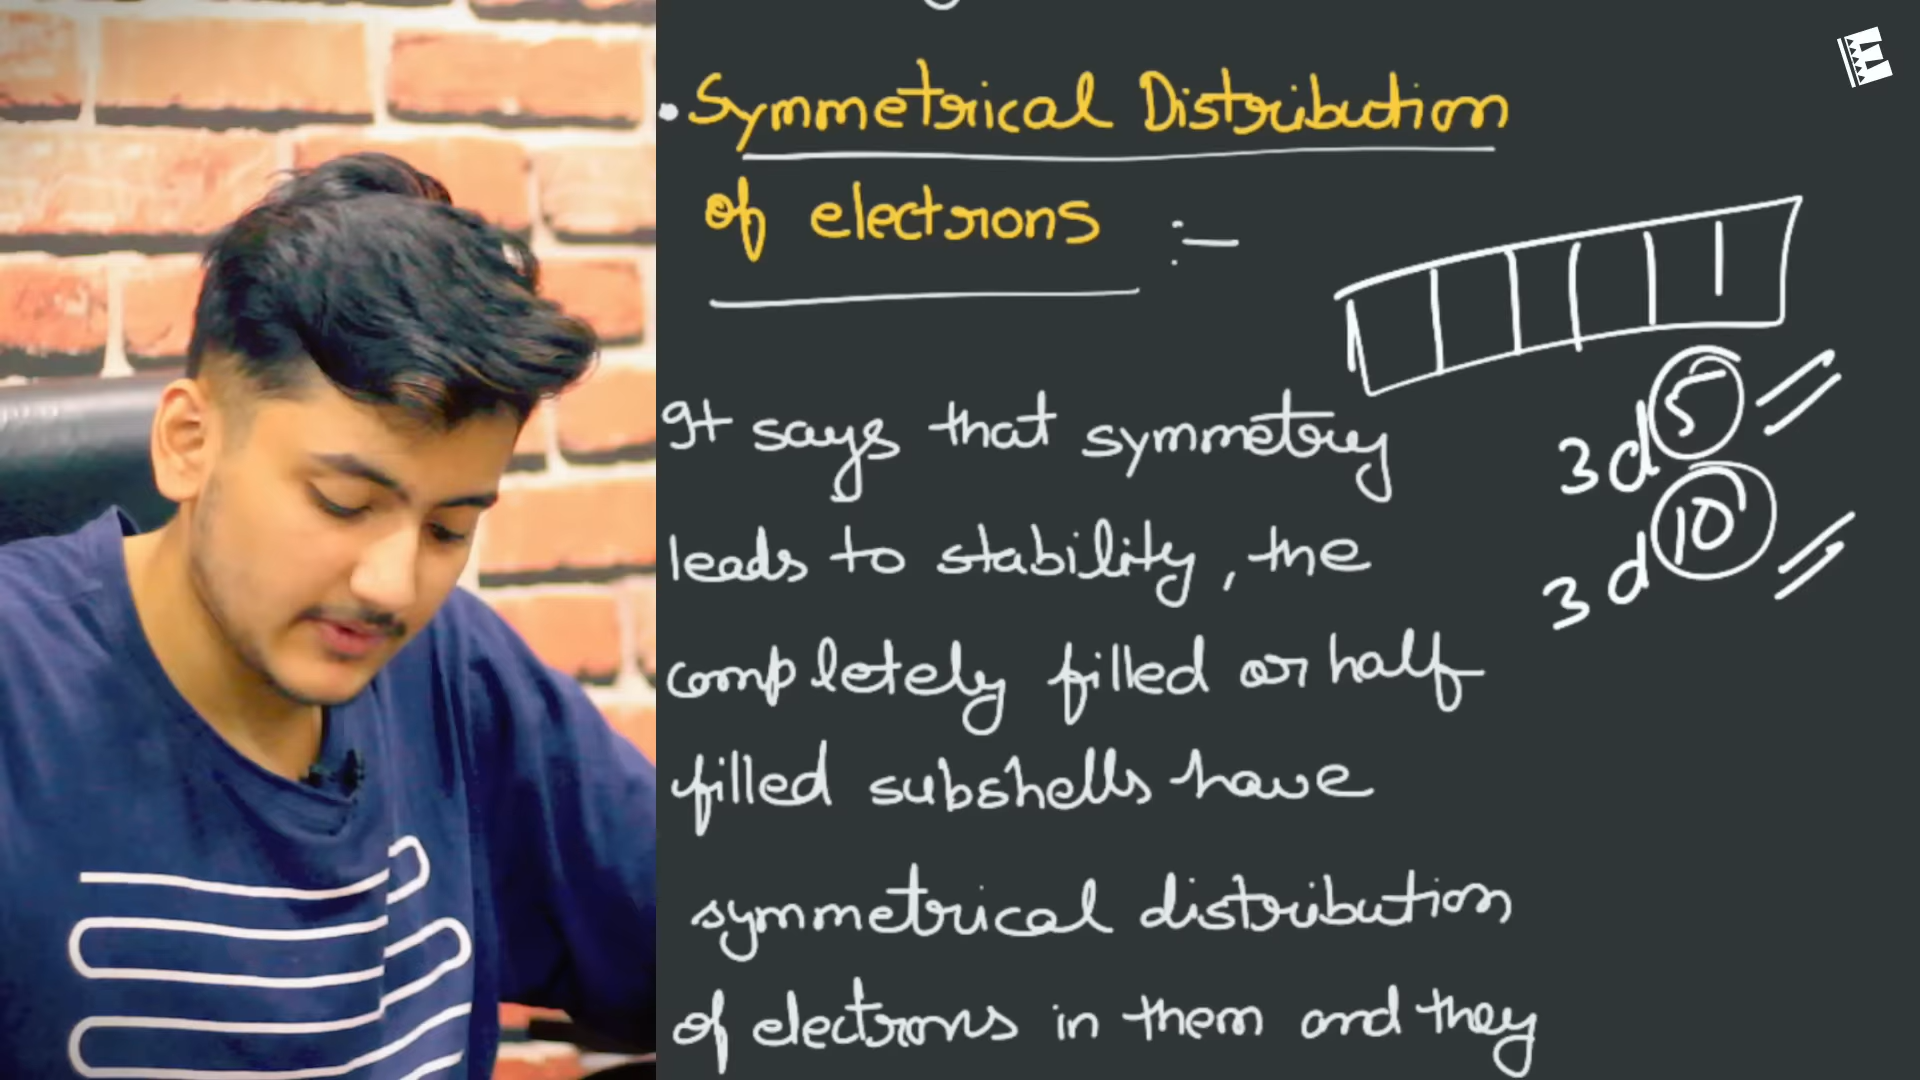 • Symmetrical Distribution
of electrons :-
It says that symmetry
leads to stability, the
completely filled or half
filled subshells have
symmetrical distribution
of electrons in them and they
3d5
3d10
E